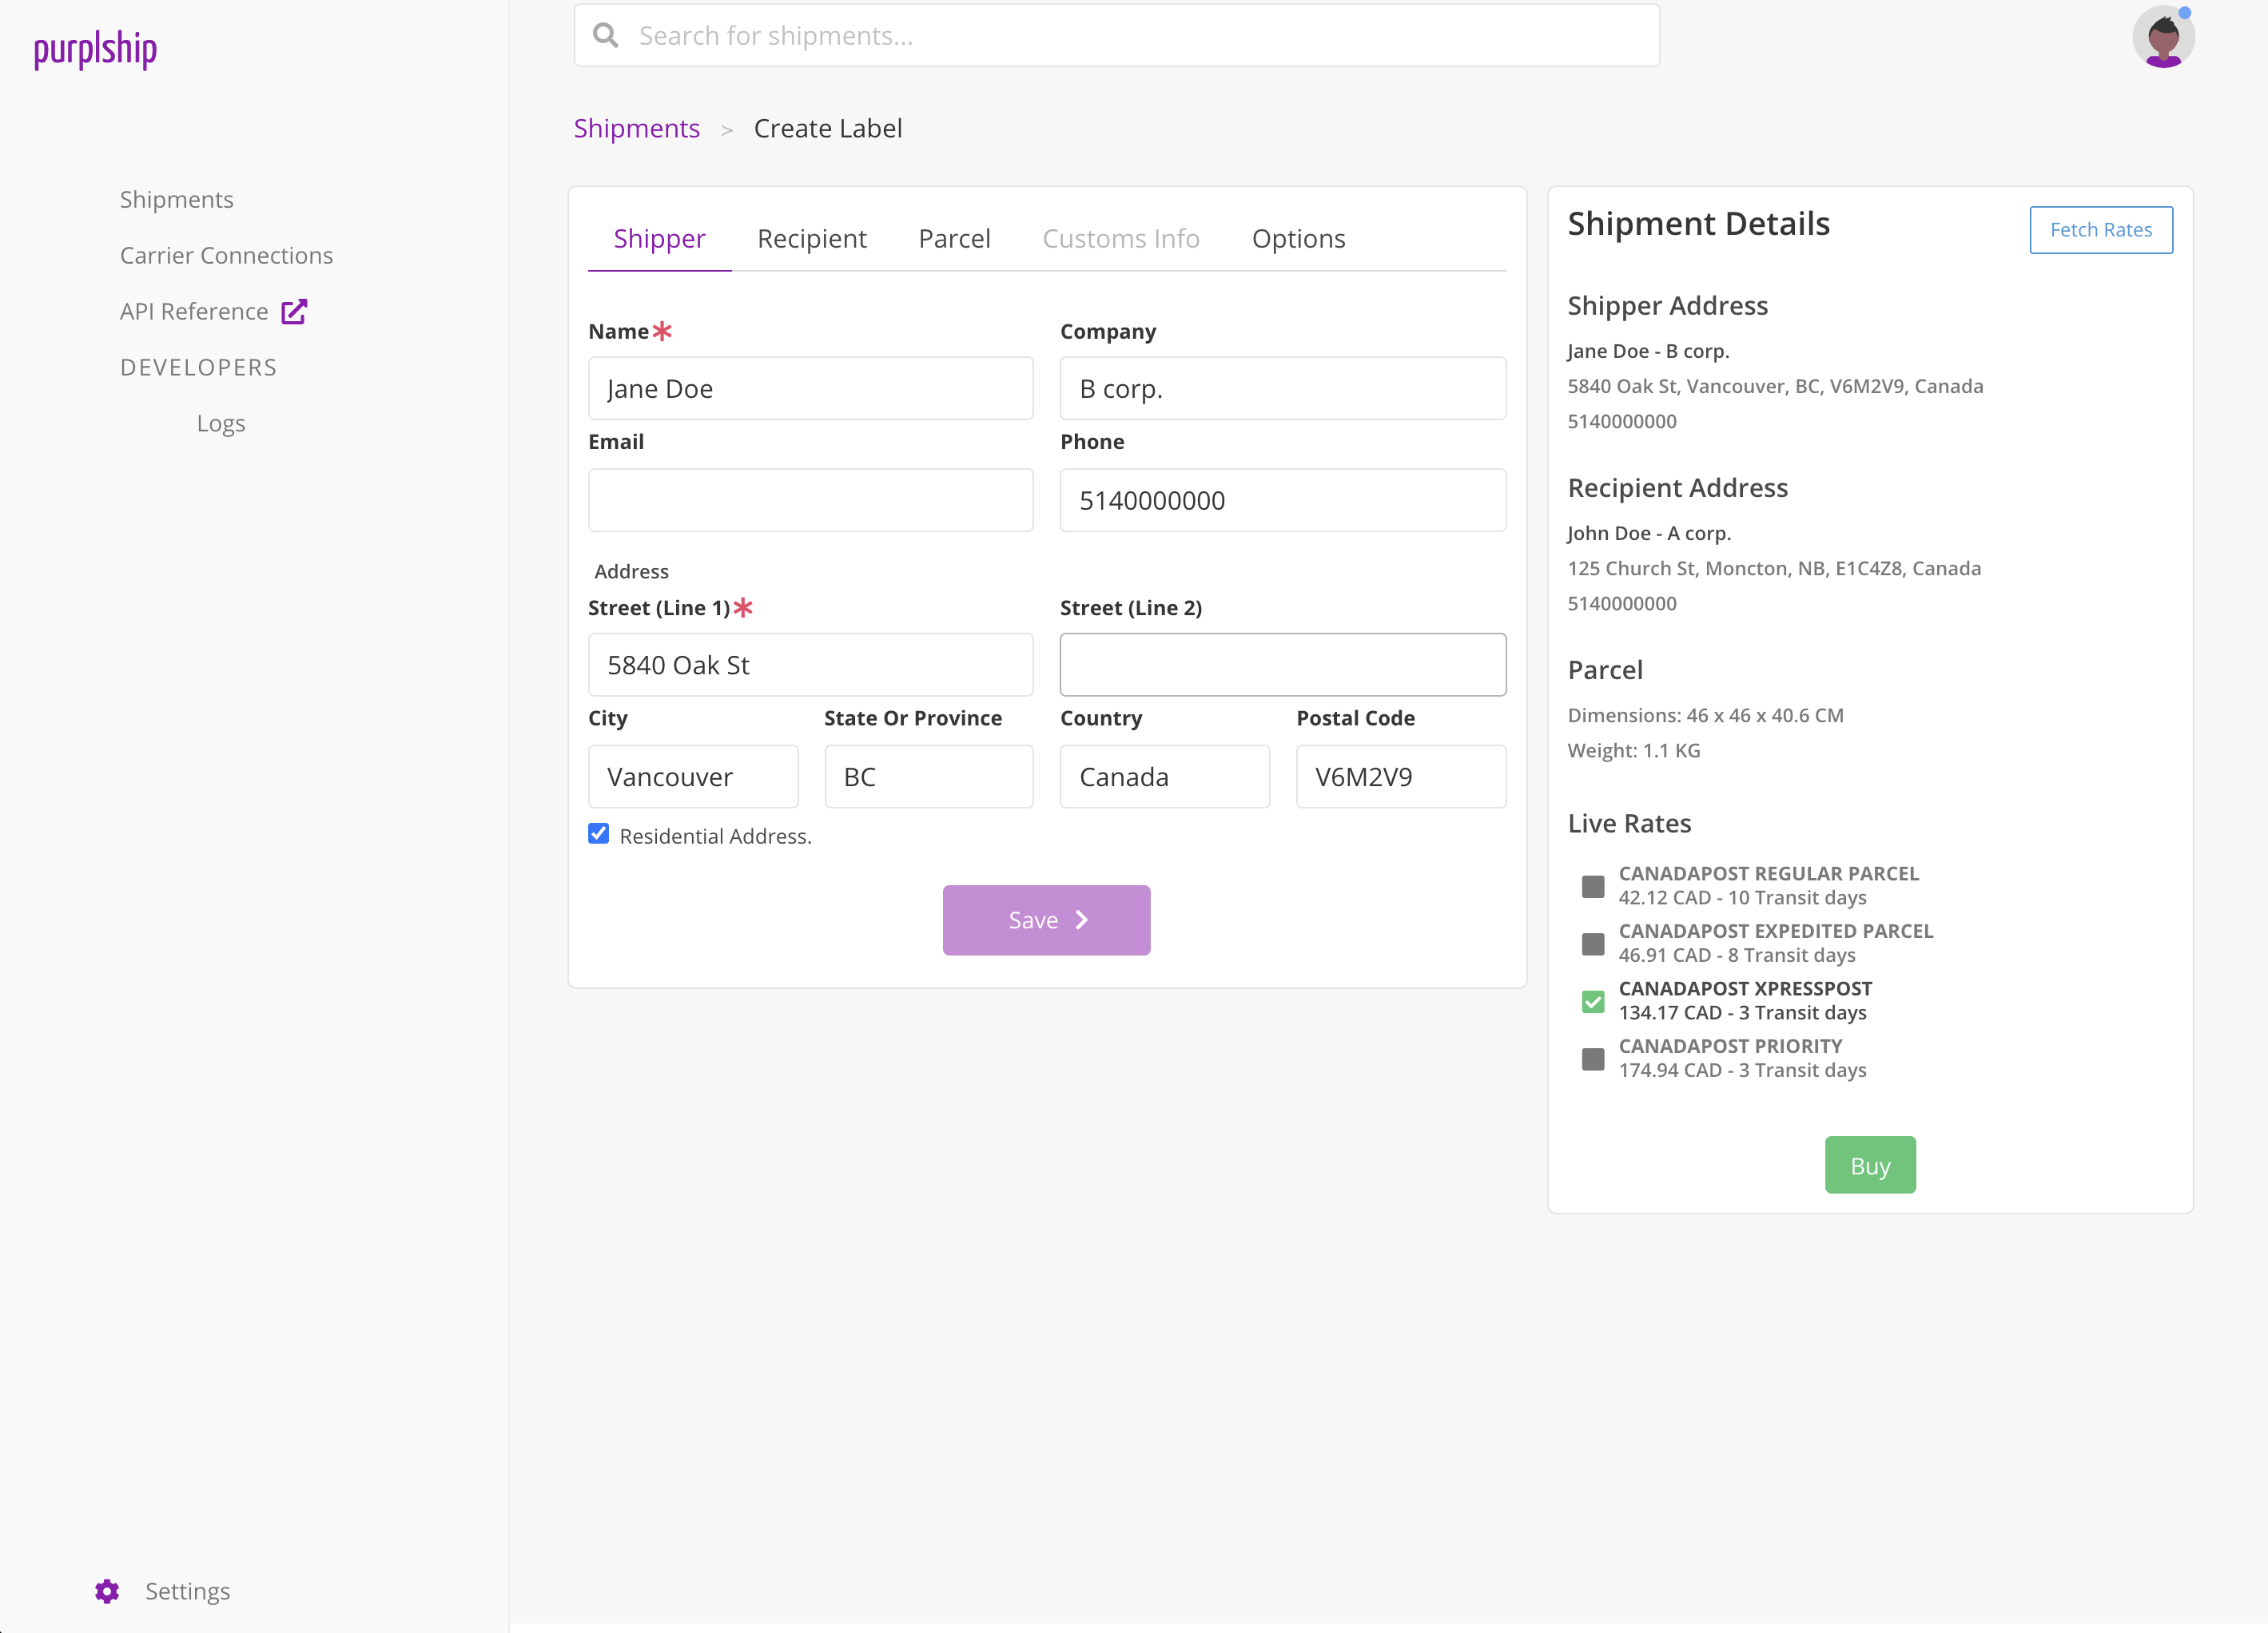 purplship
Search for shipments...
Shipments > Create Label
Shipments
Carrier Connections
API Reference
DEVELOPERS
Logs
Settings
Shipper Recipient Parcel Customs Info Options
Name* Company
Jane Doe B corp.
Email Phone
5140000000
Address
Street (Line 1)* Street (Line 2)
5840 Oak St
City State Or Province Country Postal Code
Vancouver BC Canada V6M2V9
Residential Address.
Save
Shipment Details Fetch Rates
Shipper Address
Jane Doe - B corp.
5840 Oak St, Vancouver, BC, V6M2V9, Canada
5140000000
Recipient Address
John Doe - A corp.
125 Church St, Moncton, NB, E1C4Z8, Canada
5140000000
Parcel
Dimensions: 46 x 46 x 40.6 CM
Weight: 1.1 KG
Live Rates
CANADAPOST REGULAR PARCEL
42.12 CAD - 10 Transit days
CANADAPOST EXPEDITED PARCEL
46.91 CAD - 8 Transit days
CANADAPOST XPRESSPOST
134.17 CAD - 3 Transit days
CANADAPOST PRIORITY
174.94 CAD - 3 Transit days
Buy